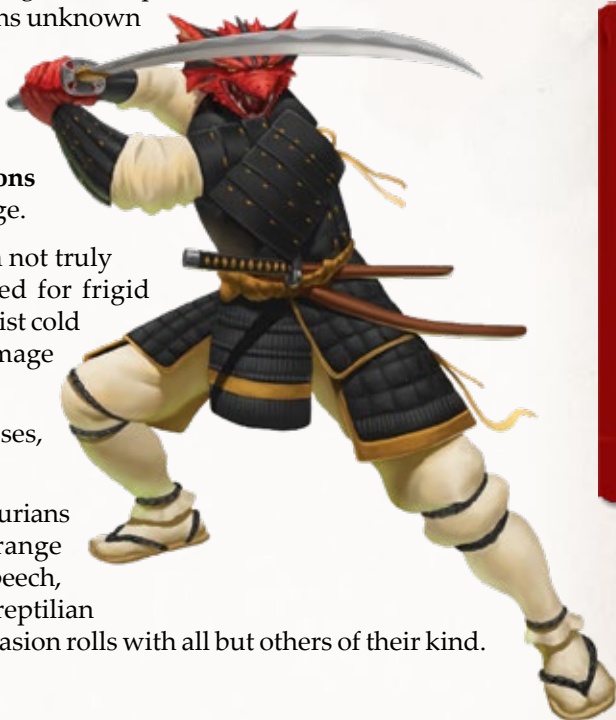 ns unknown
ons
ge.
not truly
ed for frigid
ist cold
mage
ses,
urians
range
eech,
reptilian
asion rolls with all but others of their kind.